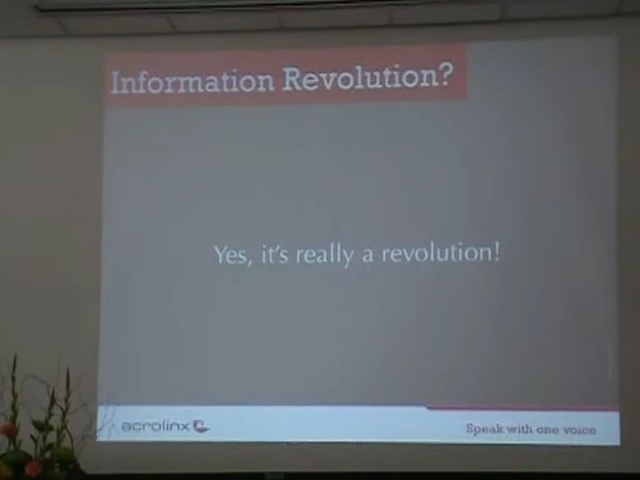 Information Revolution?
Yes, it's really a revolution!
acrolinx
Speak with one voice